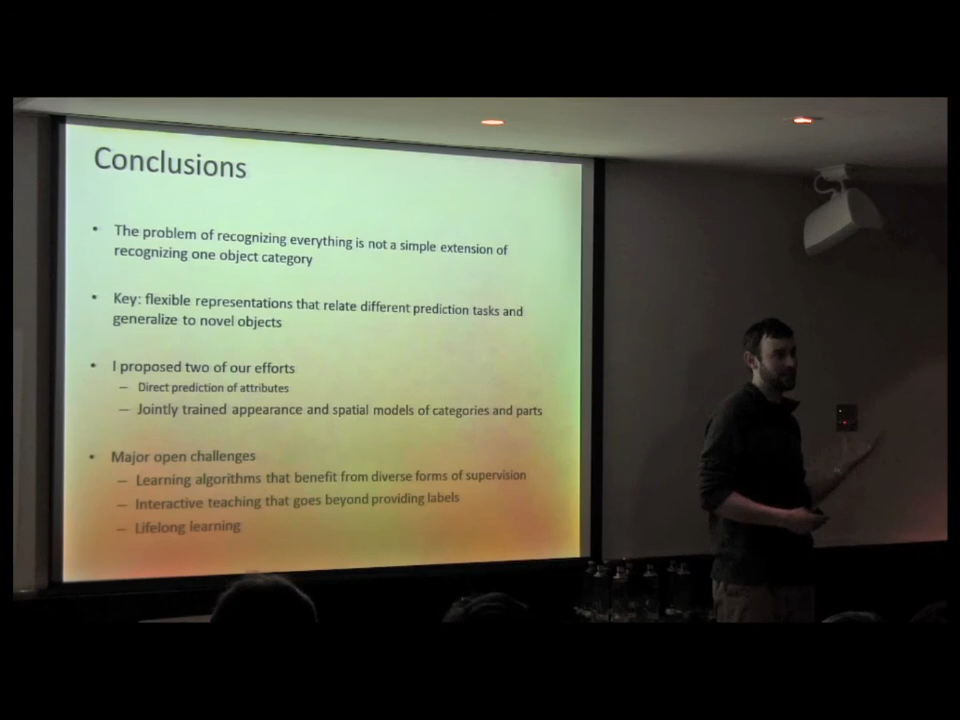 Conclusions
• The problem of recognizing everything is not a simple extension of
recognizing one object category
• Key: flexible representations that relate different prediction tasks and
generalize to novel objects
• I proposed two of our efforts
– Direct prediction of attributes
– Jointly trained appearance and spatial models of categories and parts
• Major open challenges
– Learning algorithms that benefit from diverse forms of supervision
– Interactive teaching that goes beyond providing labels
– Lifelong learning